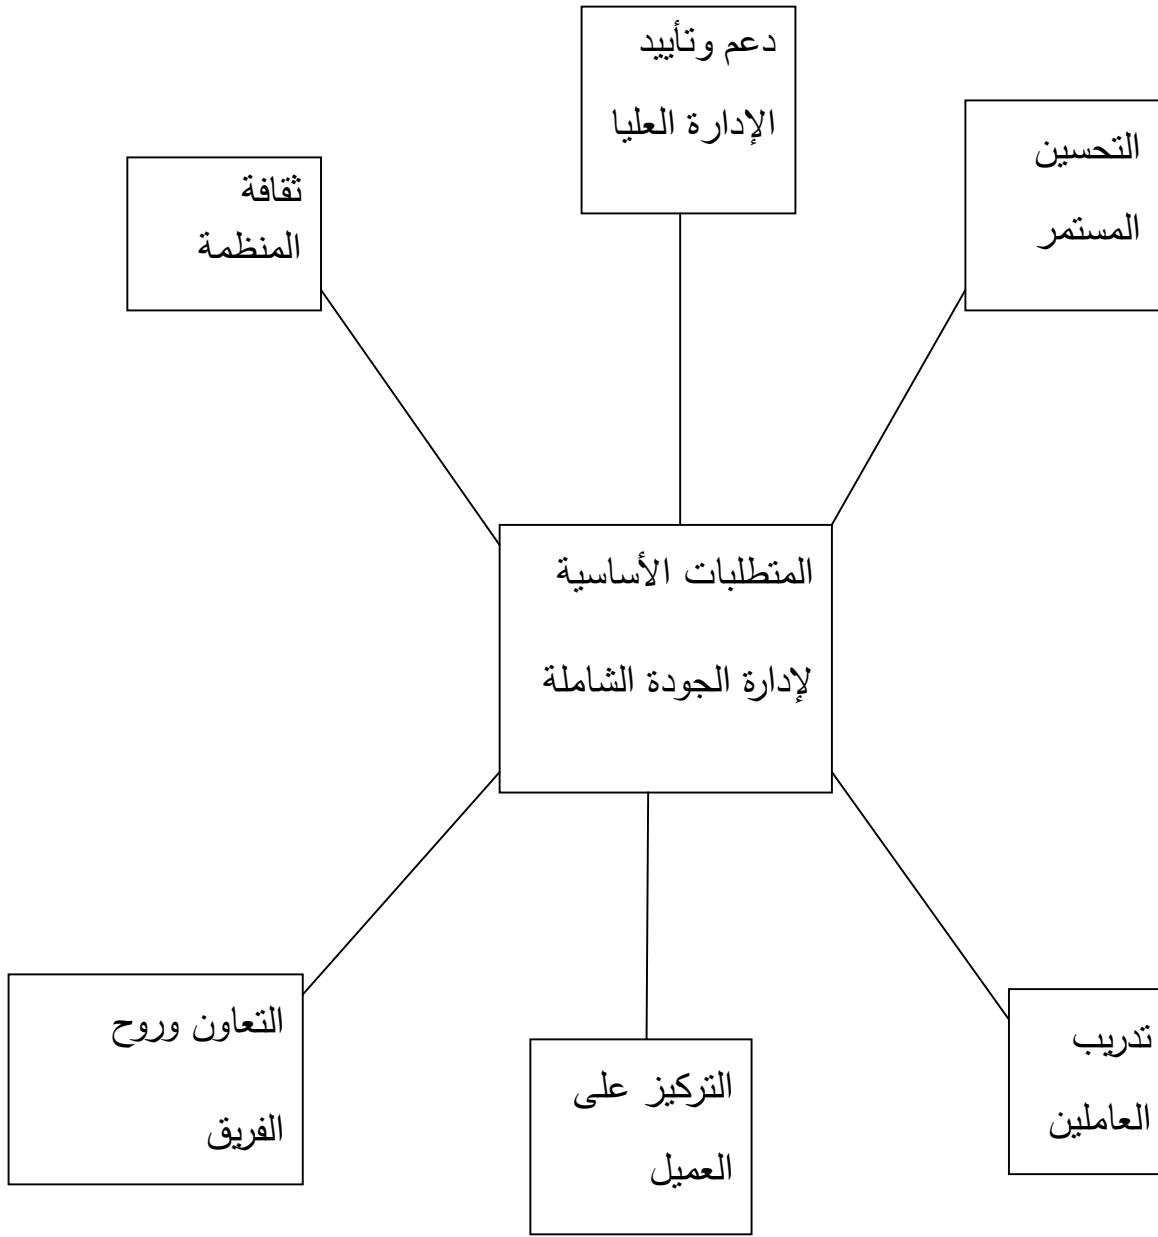 دعم وتأييد
الإدارة العليا
التحسين
المستمر
ثقافة
المنظمة
المتطلبات الأساسية
لإدارة الجودة الشاملة
التعاون وروح
الفريق
التركيز على
العميل
تدريب
العاملين